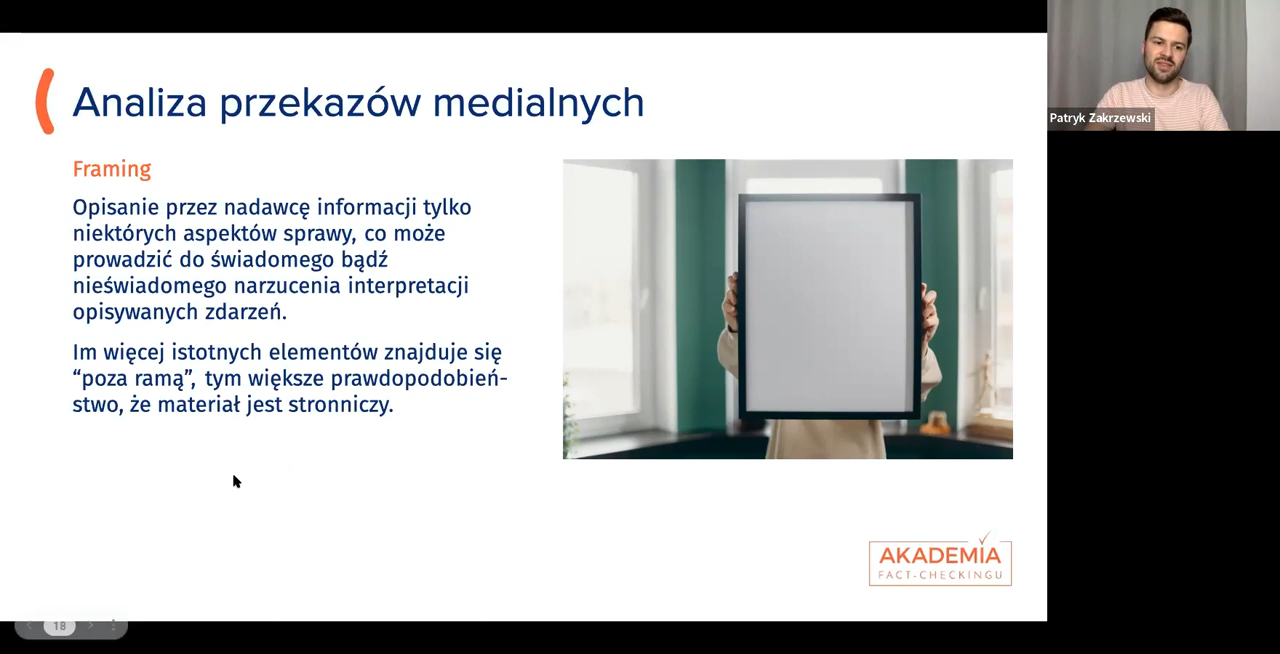 Analiza przekazów medialnych
Framing
Opisanie przez nadawcę informacji tylko
niektórych aspektów sprawy, co może
prowadzić do świadomego bądź
nieświadomego narzucenia interpretacji
opisywanych zdarzeń.
Im więcej istotnych elementów znajduje się
“poza ramą”, tym większe prawdopodobień-
stwo, że materiał jest stronniczy.
AKADEMIA
FACT-CHECKINGU
18
Patryk Zakrzewski